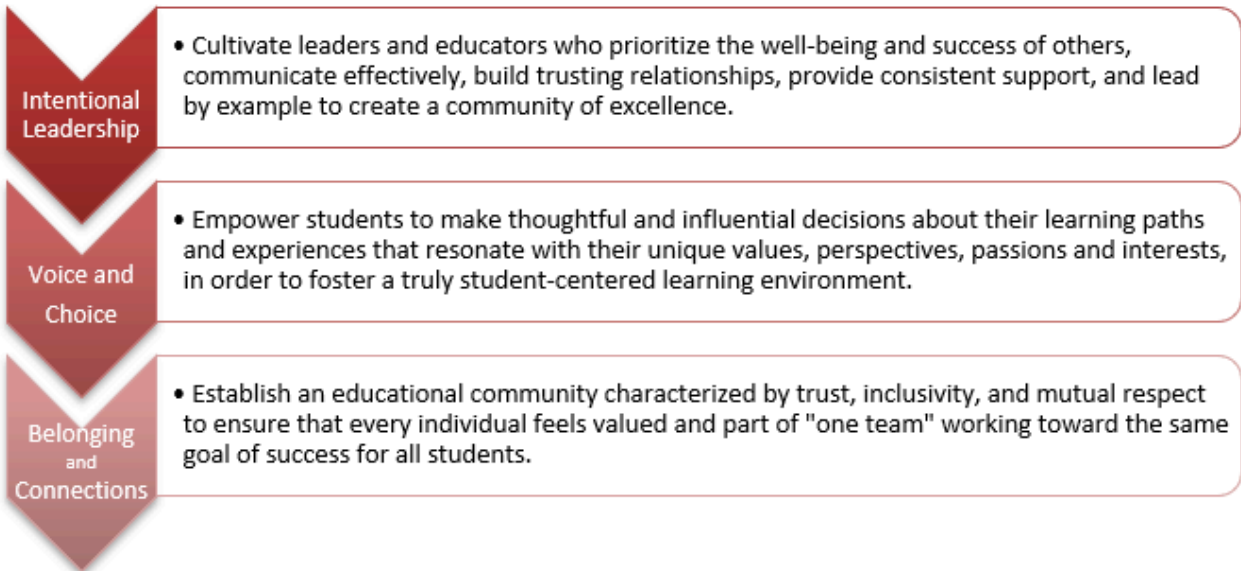 Intentional
Leadership
• Cultivate leaders and educators who prioritize the well-being and success of others,
communicate effectively, build trusting relationships, provide consistent support, and lead
by example to create a community of excellence.
Voice and
Choice
• Empower students to make thoughtful and influential decisions about their learning paths
and experiences that resonate with their unique values, perspectives, passions and interests,
in order to foster a truly student-centered learning environment.
Belonging
and
Connections
• Establish an educational community characterized by trust, inclusivity, and mutual respect
to ensure that every individual feels valued and part of "one team" working toward the same
goal of success for all students.